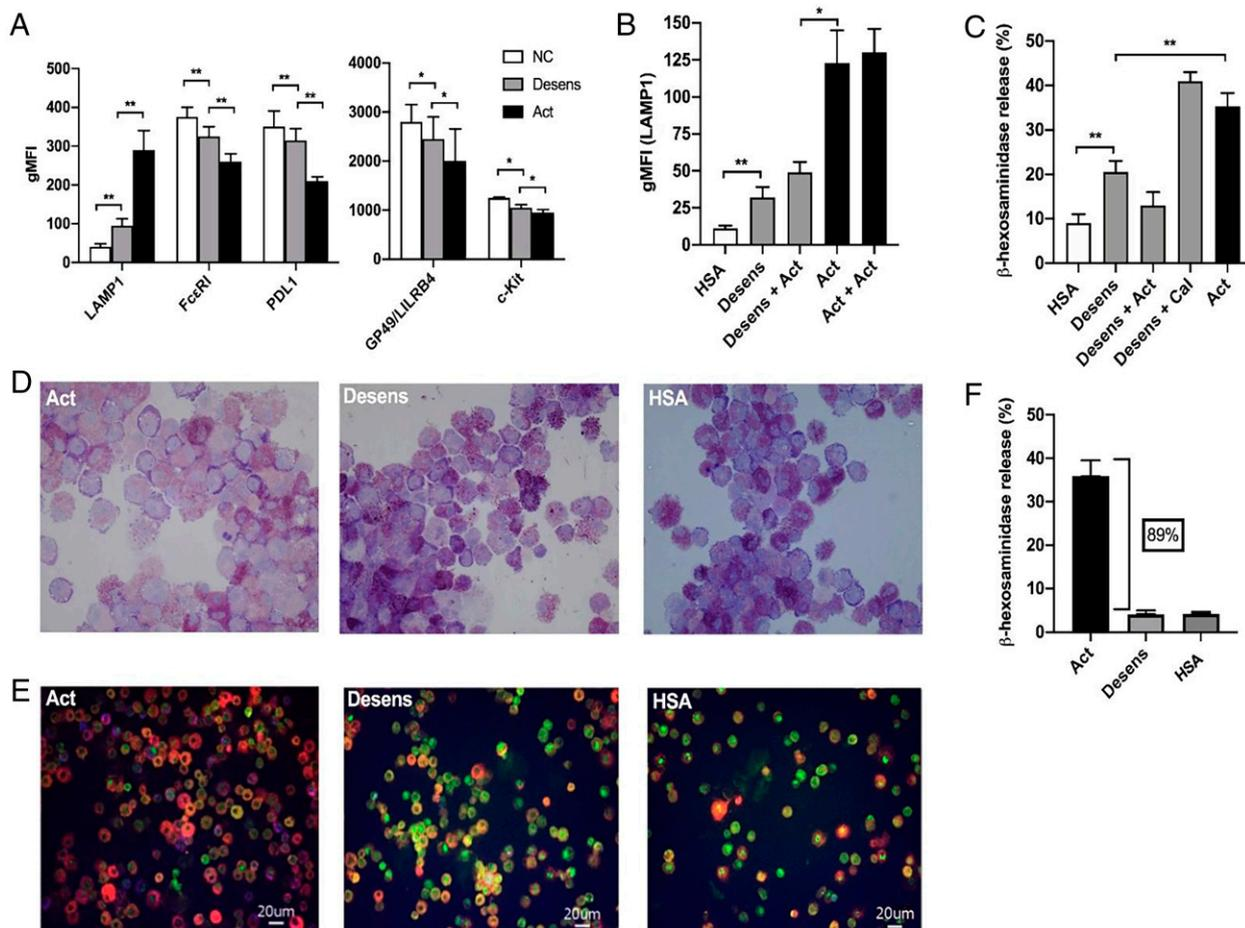 A
gMFI
500
400
300
200
100
0
**
**
**
**
**
**
LAMP1
FcεRI
PDL1
4000
3000
2000
1000
0
*
*
*
*
GP49/LILRB4
c-Kit
NC
Desens
Act
B
gMFI (LAMP1)
150
125
100
75
50
25
0
**
*
HSA
Desens
Desens + Act
Act
Act + Act
C
β-hexosaminidase release (%)
50
40
30
20
10
0
**
**
HSA
Desens
Desens + Act
Desens + Cal
Act
D
Act
Desens
HSA
E
Act
20um
Desens
20um
HSA
20um
F
β-hexosaminidase release (%)
50
40
30
20
10
0
89%
Act
Desens
HSA